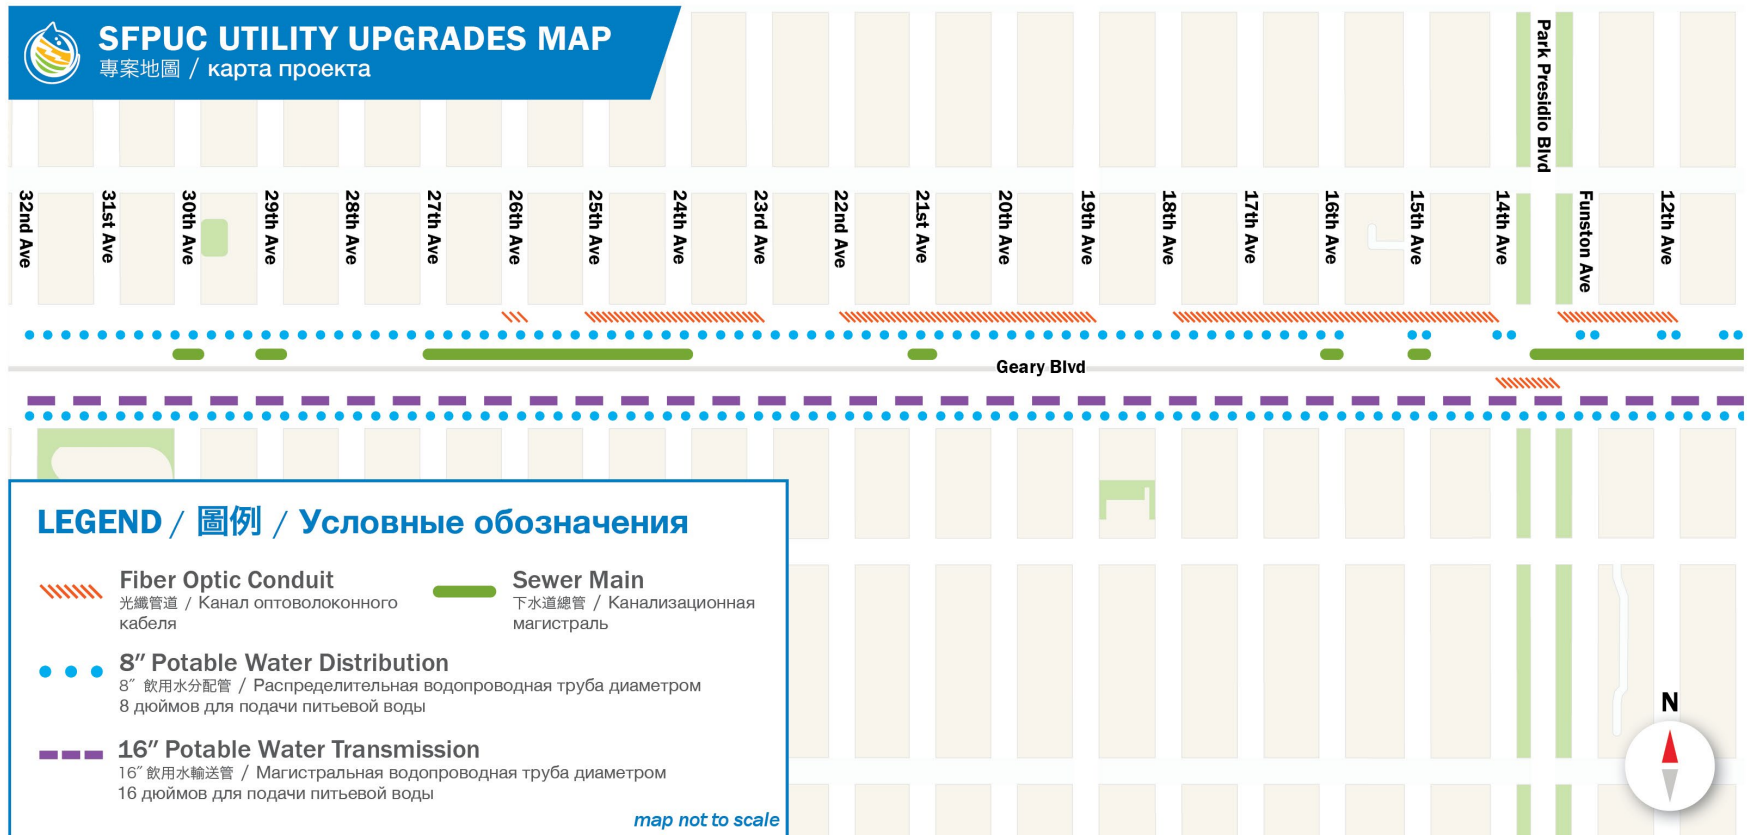 SFPUC UTILITY UPGRADES MAP
專案地圖 / карта проекта
Park Presidio Blvd
32nd Ave
31st Ave
30th Ave
29th Ave
28th Ave
27th Ave
26th Ave
25th Ave
24th Ave
23rd Ave
22nd Ave
21st Ave
20th Ave
19th Ave
18th Ave
17th Ave
16th Ave
15th Ave
14th Ave
Funston Ave
12th Ave
Geary Blvd
LEGEND / 圖例 / Условные обозначения
Fiber Optic Conduit
光纖管道 / Канал оптоволоконного
кабеля
Sewer Main
下水道總管 / Канализационная
магистраль
8″ Potable Water Distribution
8″ 飲用水分配管 / Распределительная водопроводная труба диаметром
8 дюймов для подачи питьевой воды
16″ Potable Water Transmission
16″ 飲用水輸送管 / Магистральная водопроводная труба диаметром
16 дюймов для подачи питьевой воды
map not to scale
N